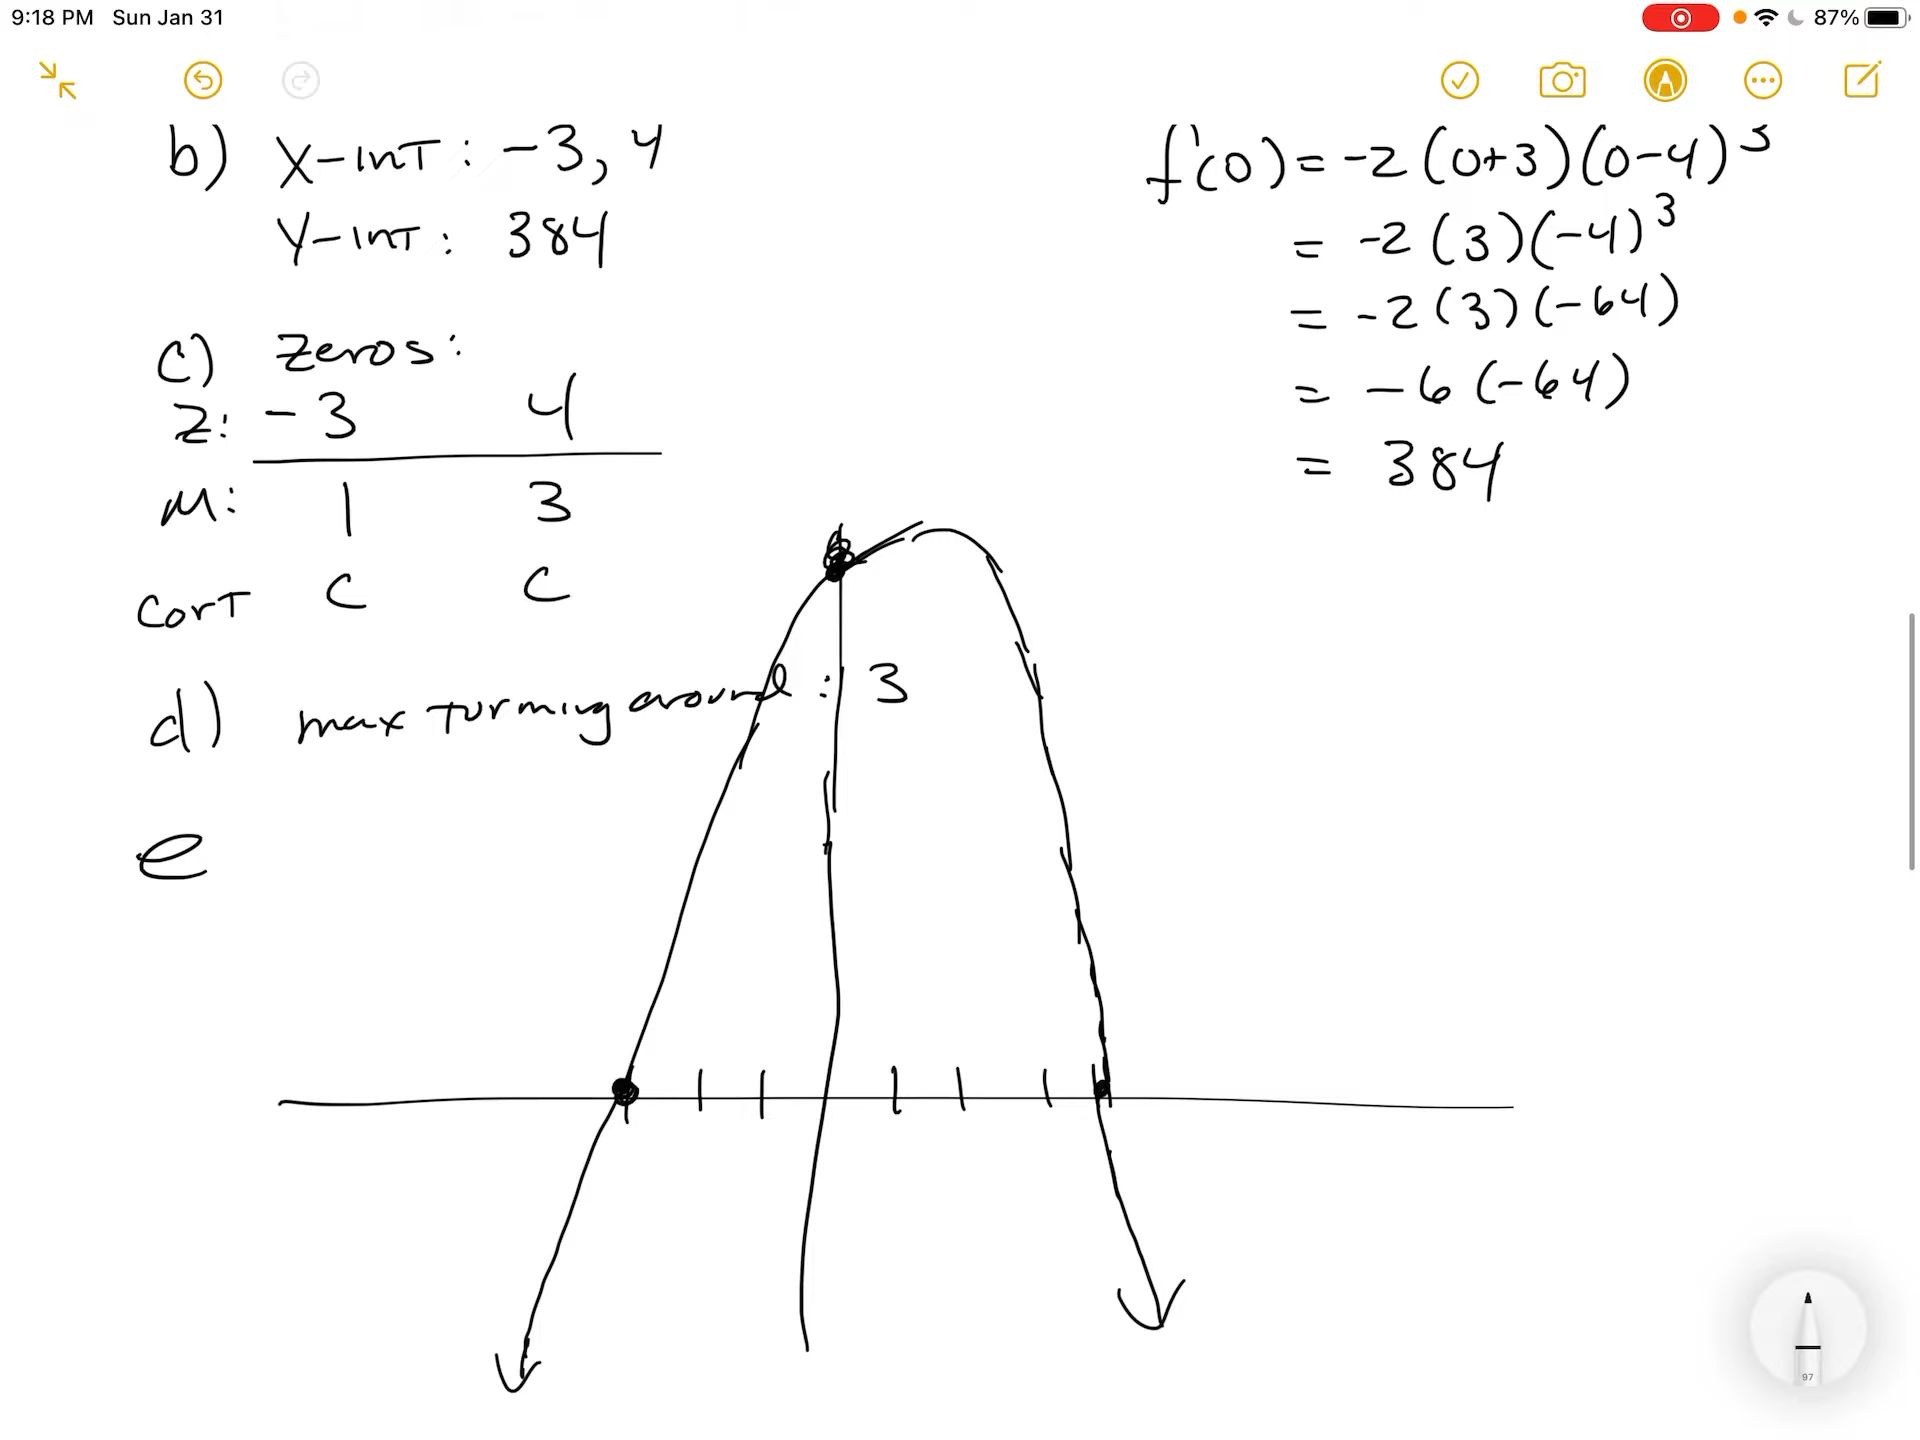 9:18 PM Sun Jan 31
87%
b) X-INT: -3, 4
Y-INT: 384
c) Zeros:
Z: -3 4
M: 1 3
CorT C C
d) max turning around: 3
e
f(0) = -2(0+3)(0-4)³
= -2(3)(-4)³
= -2(3)(-64)
= -6(-64)
= 384
97